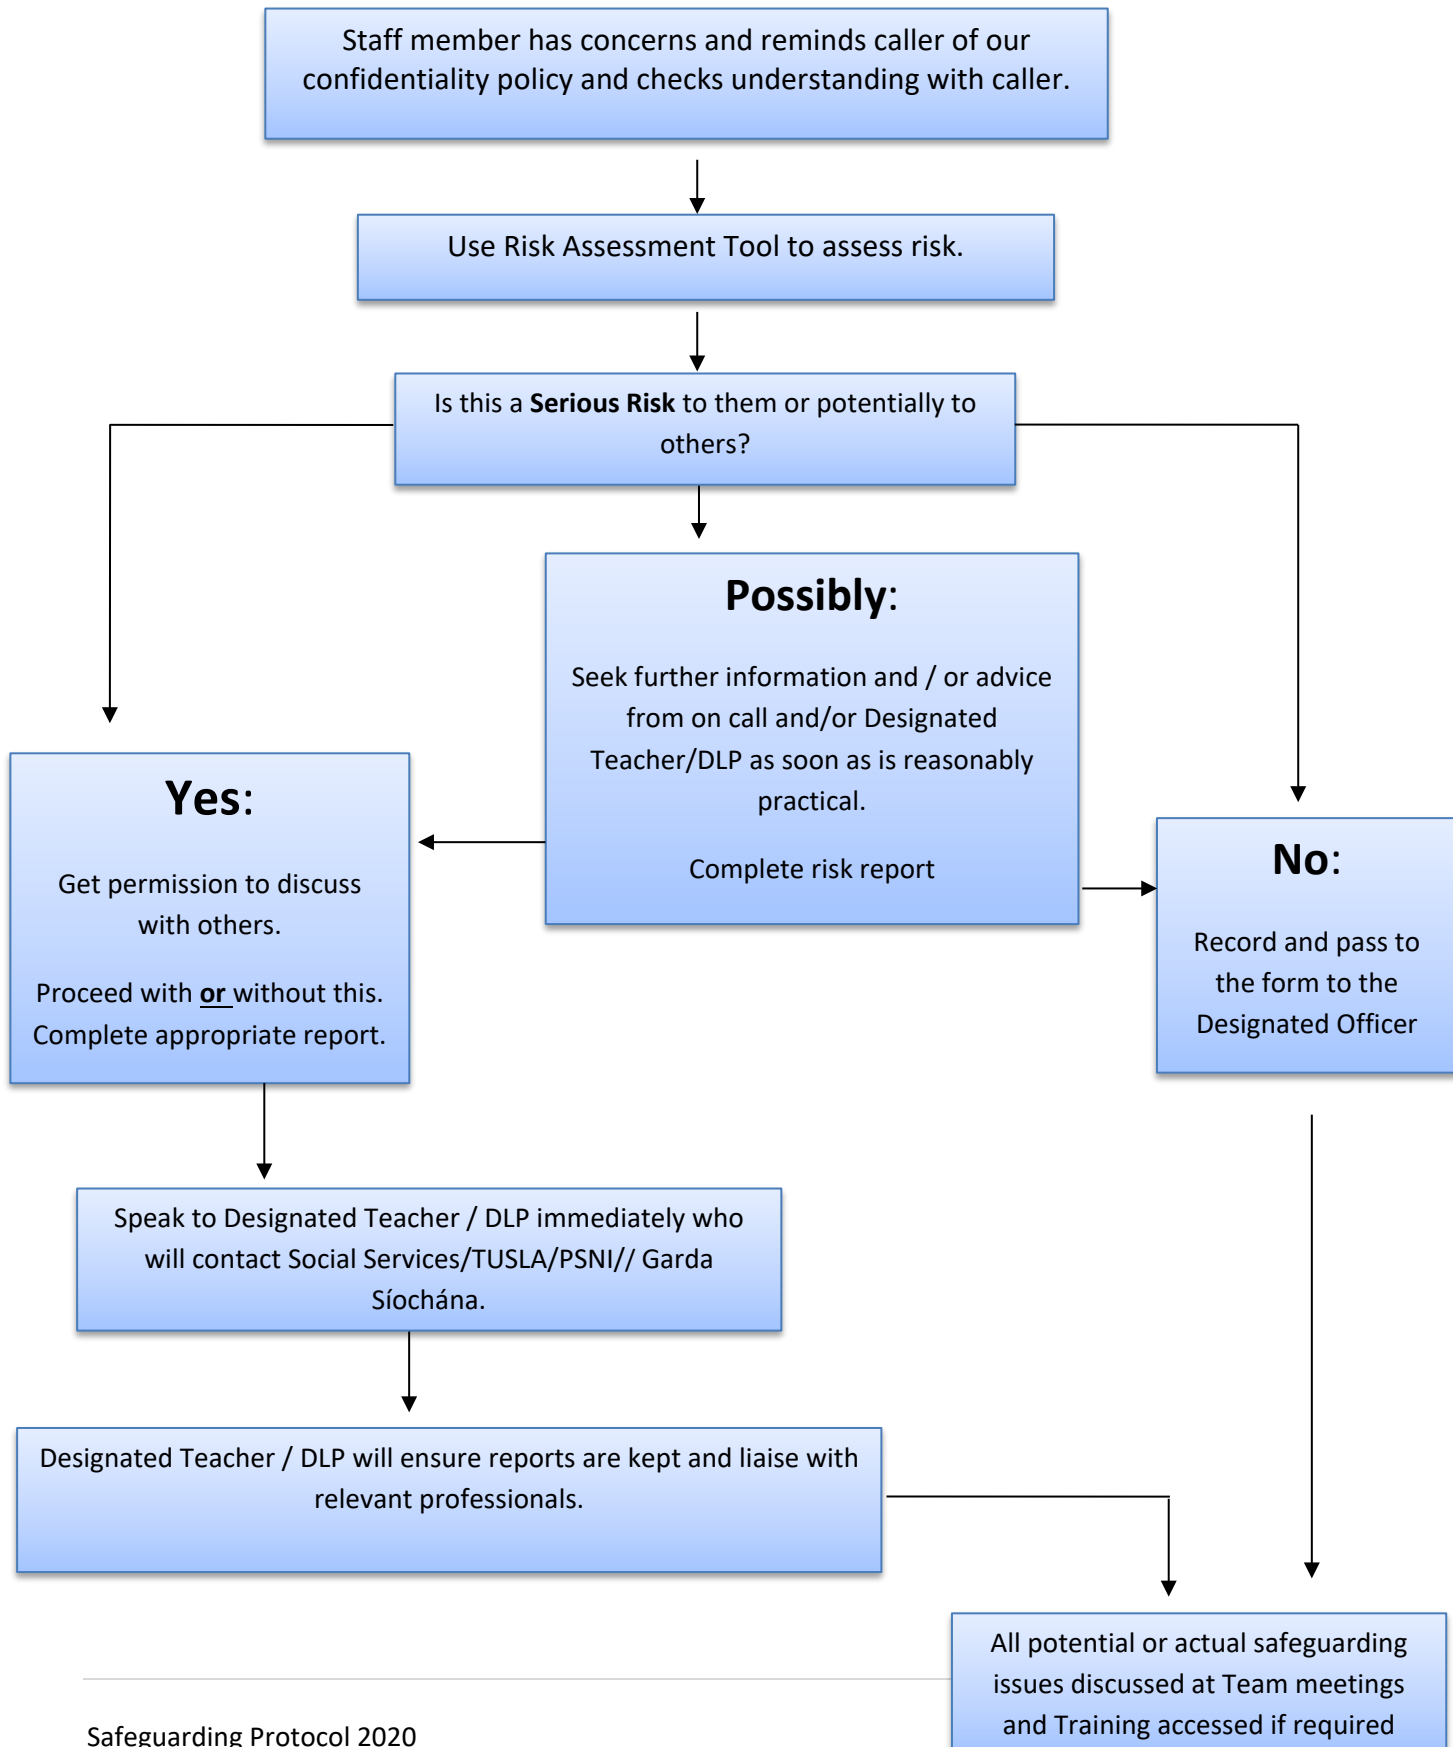 Staff member has concerns and reminds caller of our
confidentiality policy and checks understanding with caller.
Use Risk Assessment Tool to assess risk.
Is this a Serious Risk to them or potentially to
others?
Possibly:
Seek further information and / or advice
from on call and/or Designated
Teacher/DLP as soon as is reasonably
practical.
Complete risk report
Yes:
Get permission to discuss
with others.
Proceed with or without this.
Complete appropriate report.
No:
Record and pass to
the form to the
Designated Officer
Speak to Designated Teacher / DLP immediately who
will contact Social Services/TUSLA/PSNI// Garda
Síochána.
Designated Teacher / DLP will ensure reports are kept and liaise with
relevant professionals.
All potential or actual safeguarding
issues discussed at Team meetings
and Training accessed if required
Safeguarding Protocol 2020